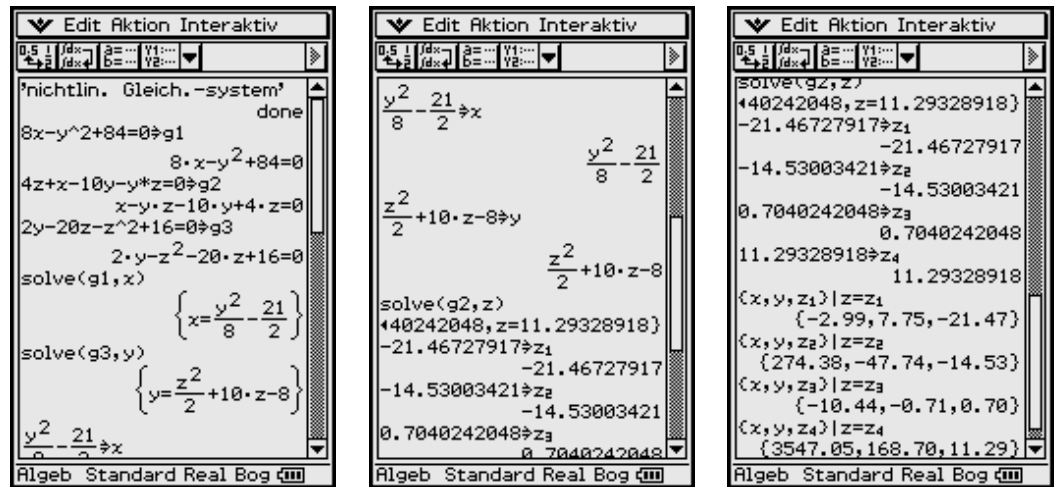 Edit Aktion Interaktiv
'nichtlin. Gleich.-system'
done
8x-y^2+84=0⇒g1
8·x-y²+84=0
4z+x-10y-y*z=0⇒g2
x-y·z-10·y+4·z=0
2y-20z-z^2+16=0⇒g3
2·y-z²-20·z+16=0
solve(g1,x)
{x=y²/8-21/2}
solve(g3,y)
{y=z²/2+10·z-8}
y²/8-21/2⇒x
Algeb Standard Real Bog
Edit Aktion Interaktiv
y²/8-21/2⇒x
y²/8-21/2
z²/2+10·z-8⇒y
z²/2+10·z-8
solve(g2,z)
◂40242048,z=11.29328918}
-21.46727917⇒z₁
-21.46727917
-14.53003421⇒z₂
-14.53003421
0.7040242048⇒z₃
0.7040242048
Algeb Standard Real Bog
Edit Aktion Interaktiv
solve(g2,z)
◂40242048,z=11.29328918}
-21.46727917⇒z₁
-21.46727917
-14.53003421⇒z₂
-14.53003421
0.7040242048⇒z₃
0.7040242048
11.29328918⇒z₄
11.29328918
{x,y,z₁}|z=z₁
{-2.99,7.75,-21.47}
{x,y,z₂}|z=z₂
{274.38,-47.74,-14.53}
{x,y,z₃}|z=z₃
{-10.44,-0.71,0.70}
{x,y,z₄}|z=z₄
{3547.05,168.70,11.29}
Algeb Standard Real Bog